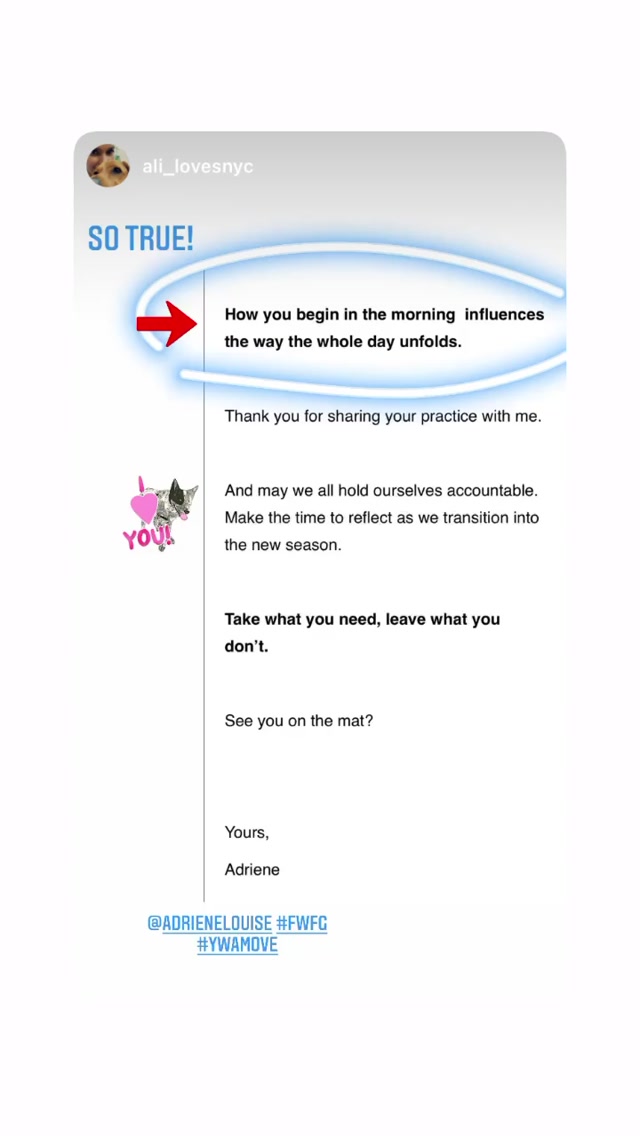 ali_lovesnyc
SO TRUE!
How you begin in the morning  influences
the way the whole day unfolds.
Thank you for sharing your practice with me.
And may we all hold ourselves accountable.
Make the time to reflect as we transition into
the new season.
I
YOU!
Take what you need, leave what you
don’t.
See you on the mat?
Yours,
Adriene
@ADRIENELOUISE #FWFG
#YWAMOVE